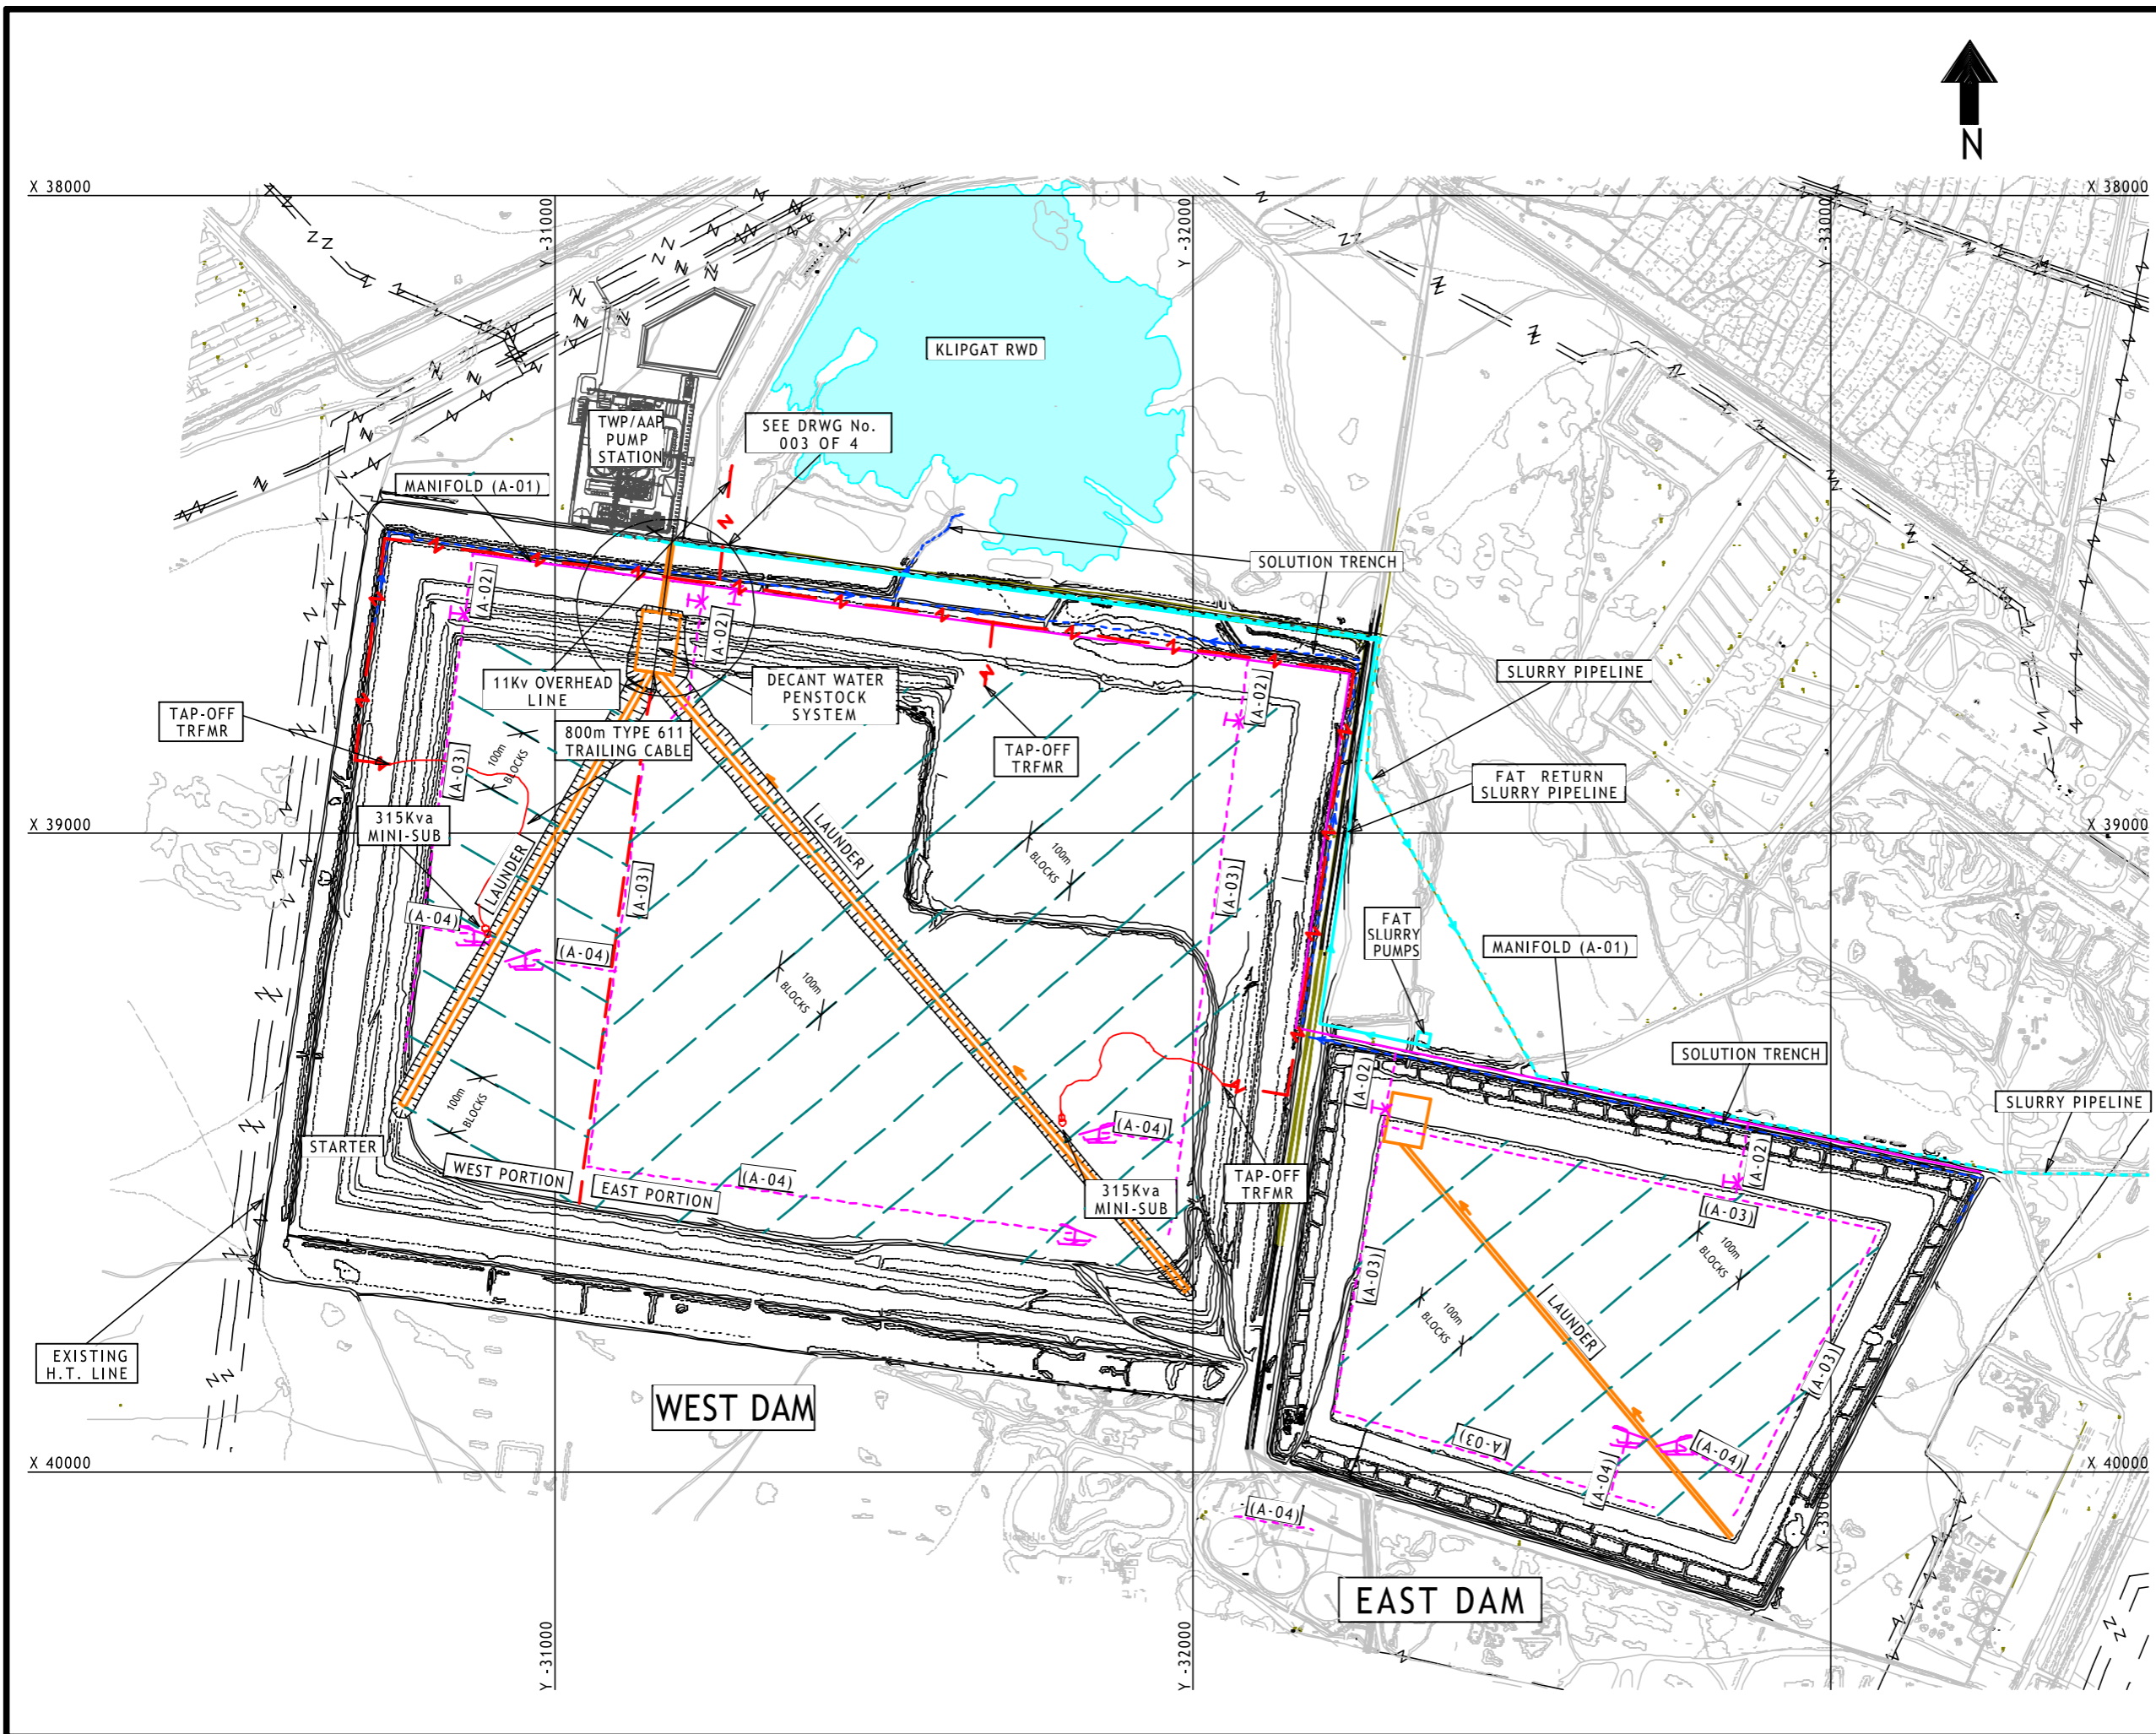 N
X 38000
X 38000
Y -31000
Y -32000
Y -33000
KLIPGAT RWD
TWP/AAP
PUMP
STATION
SEE DRWG No.
003 OF 4
MANIFOLD (A-01)
SOLUTION TRENCH
(A-02)
(A-02)
(A-02)
11Kv OVERHEAD
LINE
DECANT WATER
PENSTOCK
SYSTEM
SLURRY PIPELINE
TAP-OFF
TRFMR
800m TYPE 611
TRAILING CABLE
TAP-OFF
TRFMR
FAT RETURN
SLURRY PIPELINE
(A-03)
100m
BLOCKS
315Kva
MINI-SUB
X 39000
X 39000
LAUNDER
LAUNDER
100m
BLOCKS
(A-03)
(A-03)
(A-04)
(A-04)
FAT
SLURRY
PUMPS
MANIFOLD (A-01)
100m
BLOCKS
SOLUTION TRENCH
(A-02)
SLURRY PIPELINE
100m
BLOCKS
STARTER
(A-04)
(A-02)
WEST PORTION
EAST PORTION
(A-04)
315Kva
MINI-SUB
TAP-OFF
TRFMR
(A-03)
(A-03)
100m
BLOCKS
100m
BLOCKS
LAUNDER
EXISTING
H.T. LINE
(A-03)
WEST DAM
(A-03)
(A-04)
(A-04)
X 40000
X 40000
(A-04)
EAST DAM
Y -31000
Y -32000
Y -33000